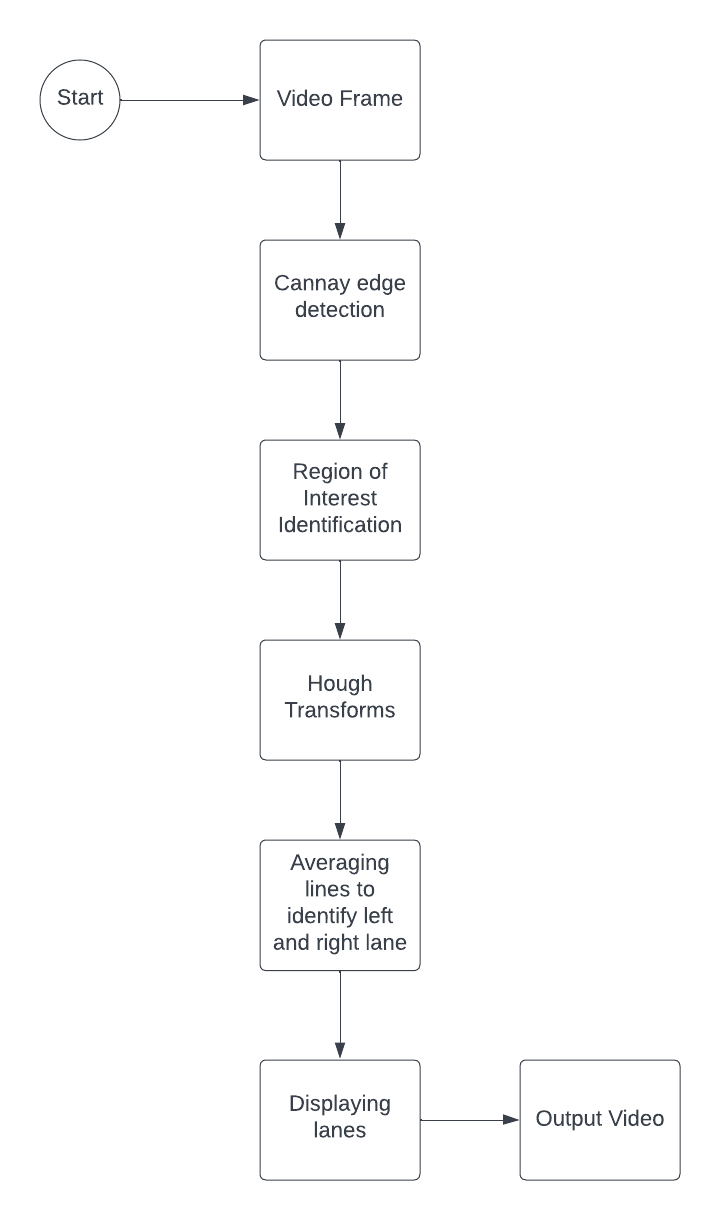 Start
Video Frame
Cannay edge
detection
Region of
Interest
Identification
Hough
Transforms
Averaging
lines to
identify left
and right lane
Displaying
lanes
Output Video